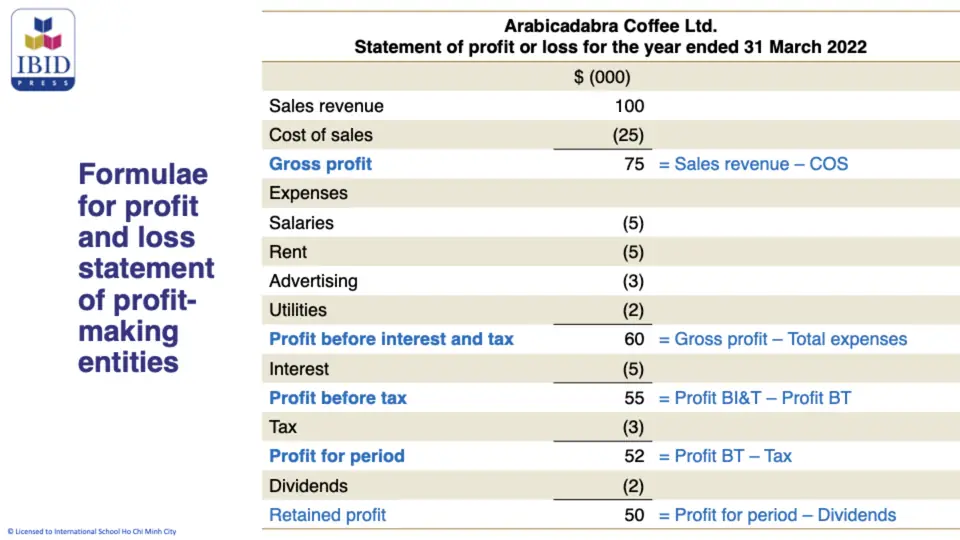 IBID
PRESS
Arabicadabra Coffee Ltd.
Statement of profit or loss for the year ended 31 March 2022
$ (000)
Sales revenue 100
Cost of sales (25)
Gross profit 75 = Sales revenue – COS
Expenses
Salaries (5)
Rent (5)
Advertising (3)
Utilities (2)
Profit before interest and tax 60 = Gross profit – Total expenses
Interest (5)
Profit before tax 55 = Profit BI&T – Profit BT
Tax (3)
Profit for period 52 = Profit BT – Tax
Dividends (2)
Retained profit 50 = Profit for period – Dividends
Formulae
for profit
and loss
statement
of profit-
making
entities
© Licensed to International School Ho Chi Minh City